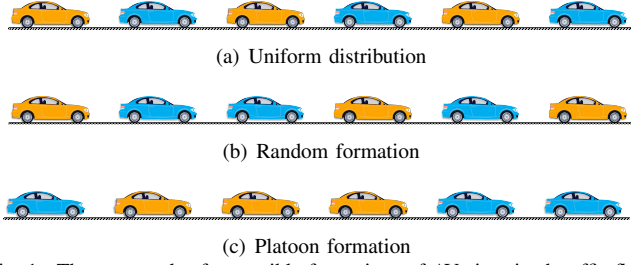 (a) Uniform distribution
(b) Random formation
(c) Platoon formation